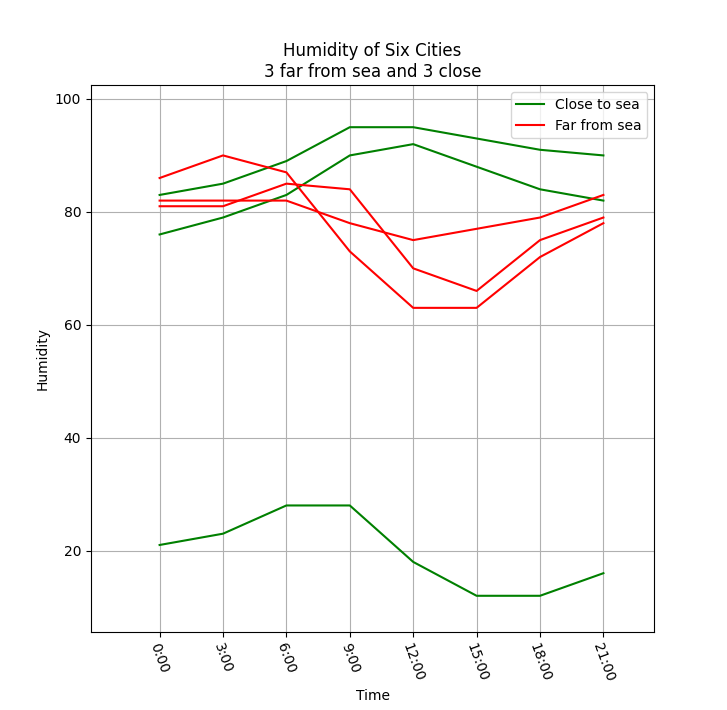 Humidity of Six Cities
3 far from sea and 3 close
Close to sea
Far from sea
100
80
60
40
20
Humidity
0:00
3:00
6:00
9:00
12:00
15:00
18:00
21:00
Time